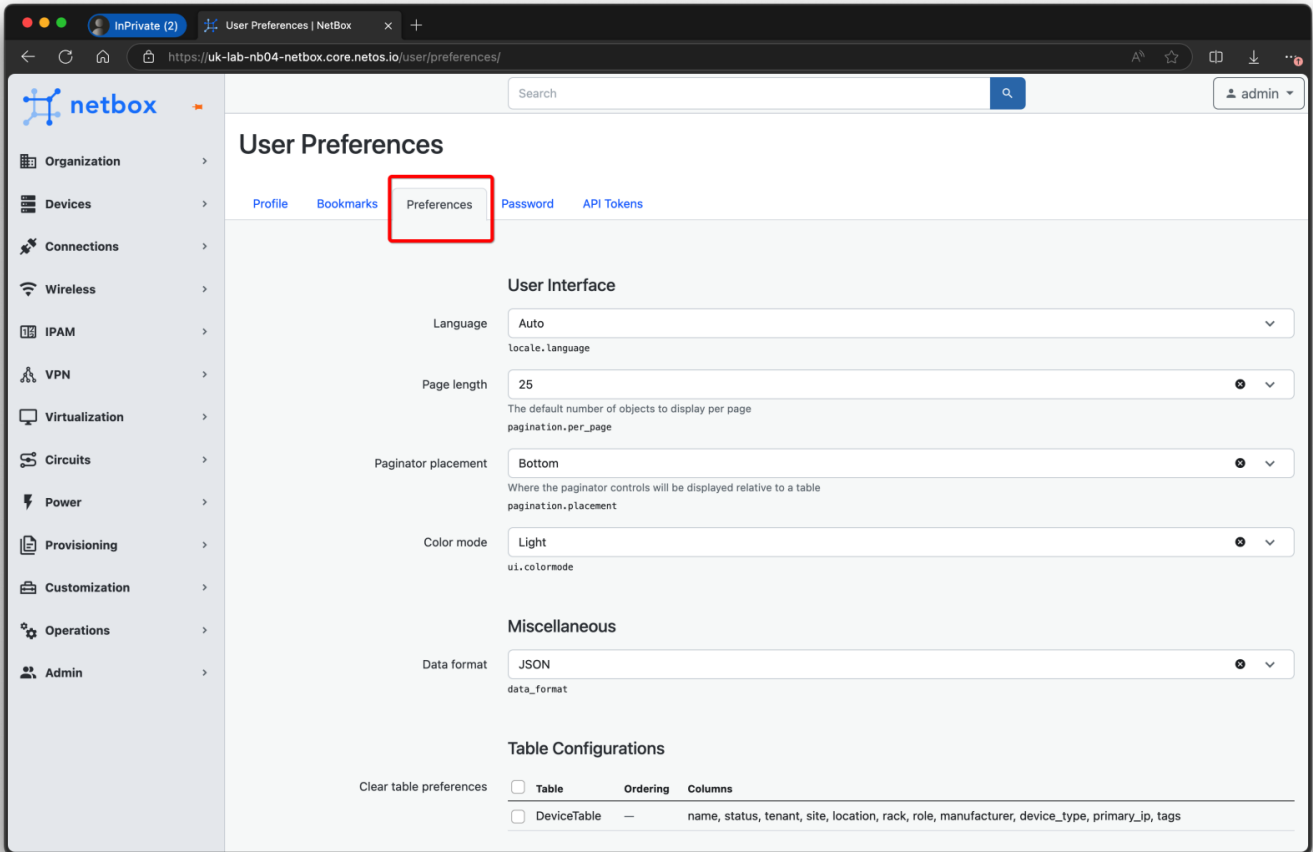 InPrivate (2)
User Preferences | NetBox
https://uk-lab-nb04-netbox.core.netos.io/user/preferences/
netbox
Search
admin
Organization
Devices
Connections
Wireless
IPAM
VPN
Virtualization
Circuits
Power
Provisioning
Customization
Operations
Admin
User Preferences
Profile Bookmarks Preferences Password API Tokens
User Interface
Language Auto
locale.language
Page length 25
The default number of objects to display per page
pagination.per_page
Paginator placement Bottom
Where the paginator controls will be displayed relative to a table
pagination.placement
Color mode Light
ui.colormode
Miscellaneous
Data format JSON
data_format
Table Configurations
Clear table preferences Table Ordering Columns
DeviceTable — name, status, tenant, site, location, rack, role, manufacturer, device_type, primary_ip, tags